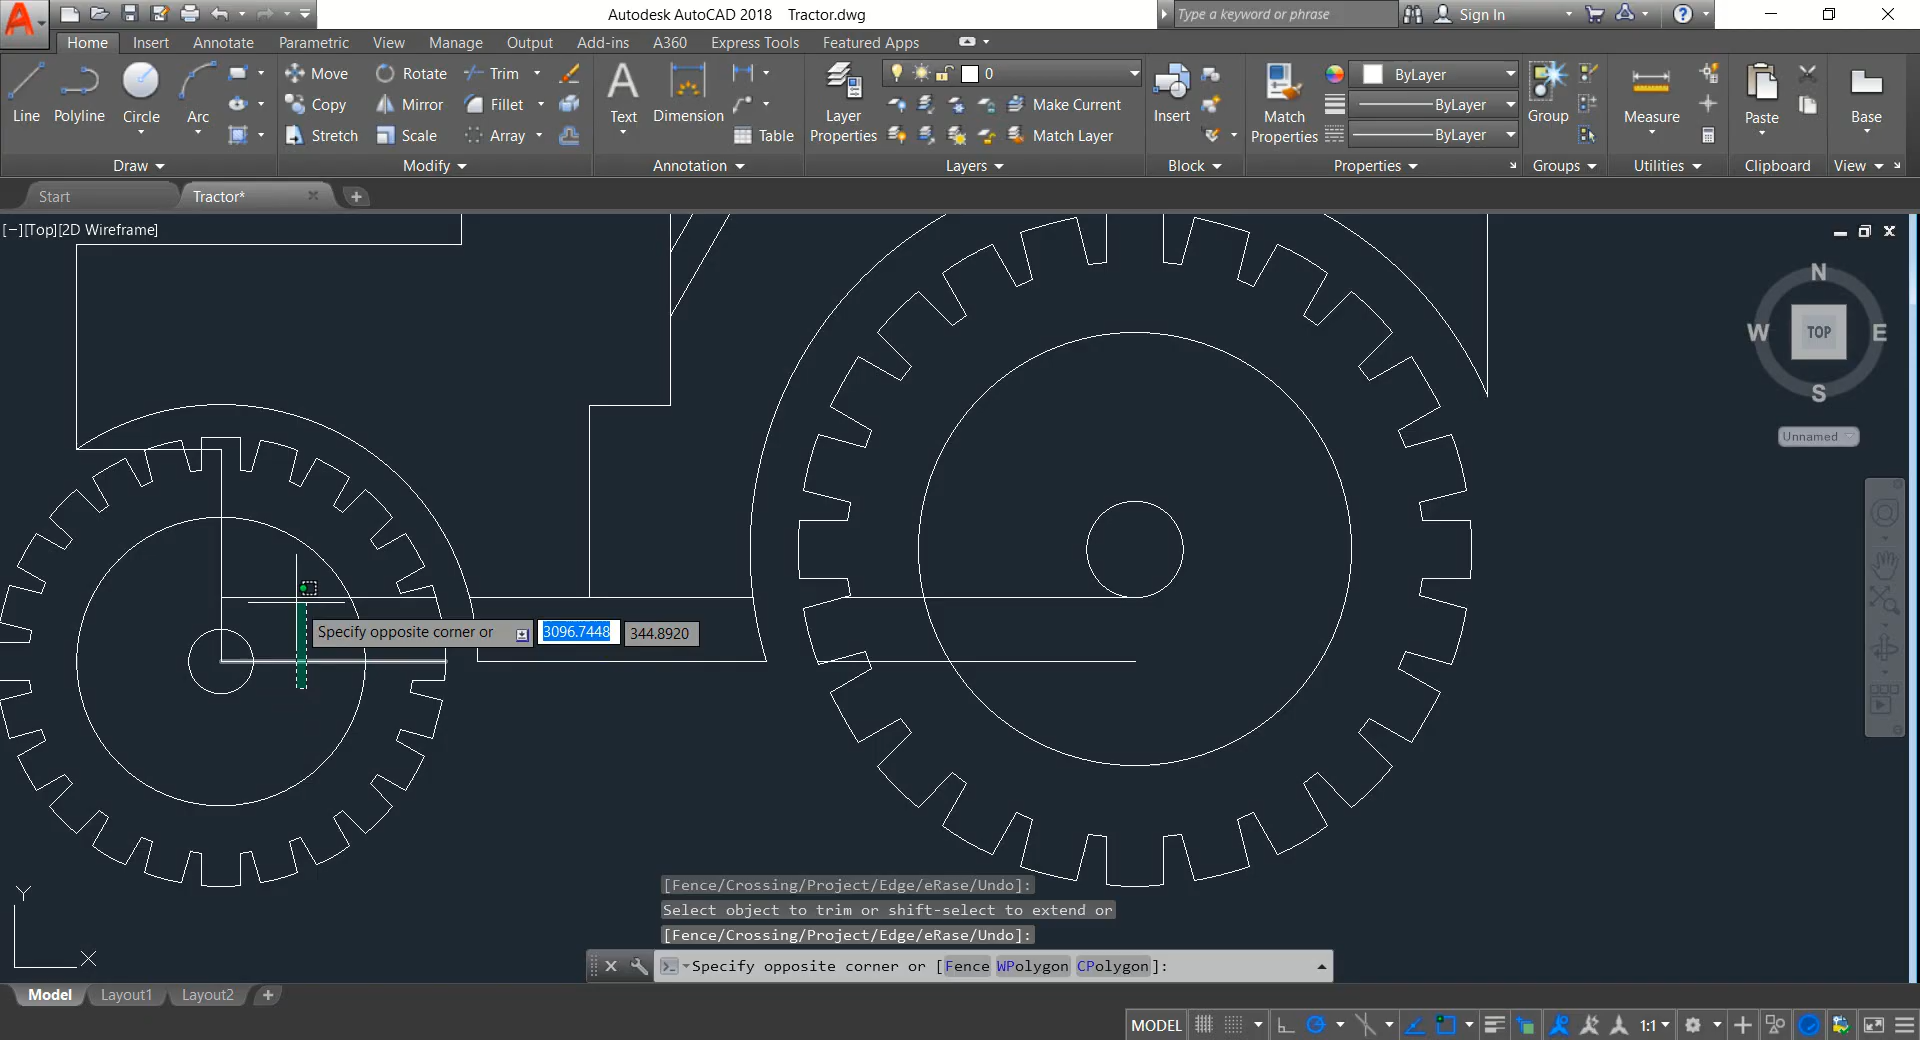 Autodesk AutoCAD 2018 Tractor.dwg
Type a keyword or phrase
Sign In
Home Insert Annotate Parametric View Manage Output Add-ins A360 Express Tools Featured Apps
Line
Polyline
Circle
Arc
Move
Rotate
Trim
Copy
Mirror
Fillet
Stretch
Scale
Array
Text
Dimension
Table
Layer
Properties
0
Make Current
Match Layer
Insert
Match
Properties
ByLayer
ByLayer
ByLayer
Group
Measure
Paste
Base
Draw
Modify
Annotation
Layers
Block
Properties
Groups
Utilities
Clipboard
View
Start
Tractor*
[−][Top][2D Wireframe]
N
W
TOP
E
S
Unnamed
Specify opposite corner or
3096.7448
344.8920
Y
X
[Fence/Crossing/Project/Edge/eRase/Undo]:
Select object to trim or shift-select to extend or
[Fence/Crossing/Project/Edge/eRase/Undo]:
Specify opposite corner or [Fence WPolygon CPolygon]:
Model
Layout1
Layout2
MODEL
1:1